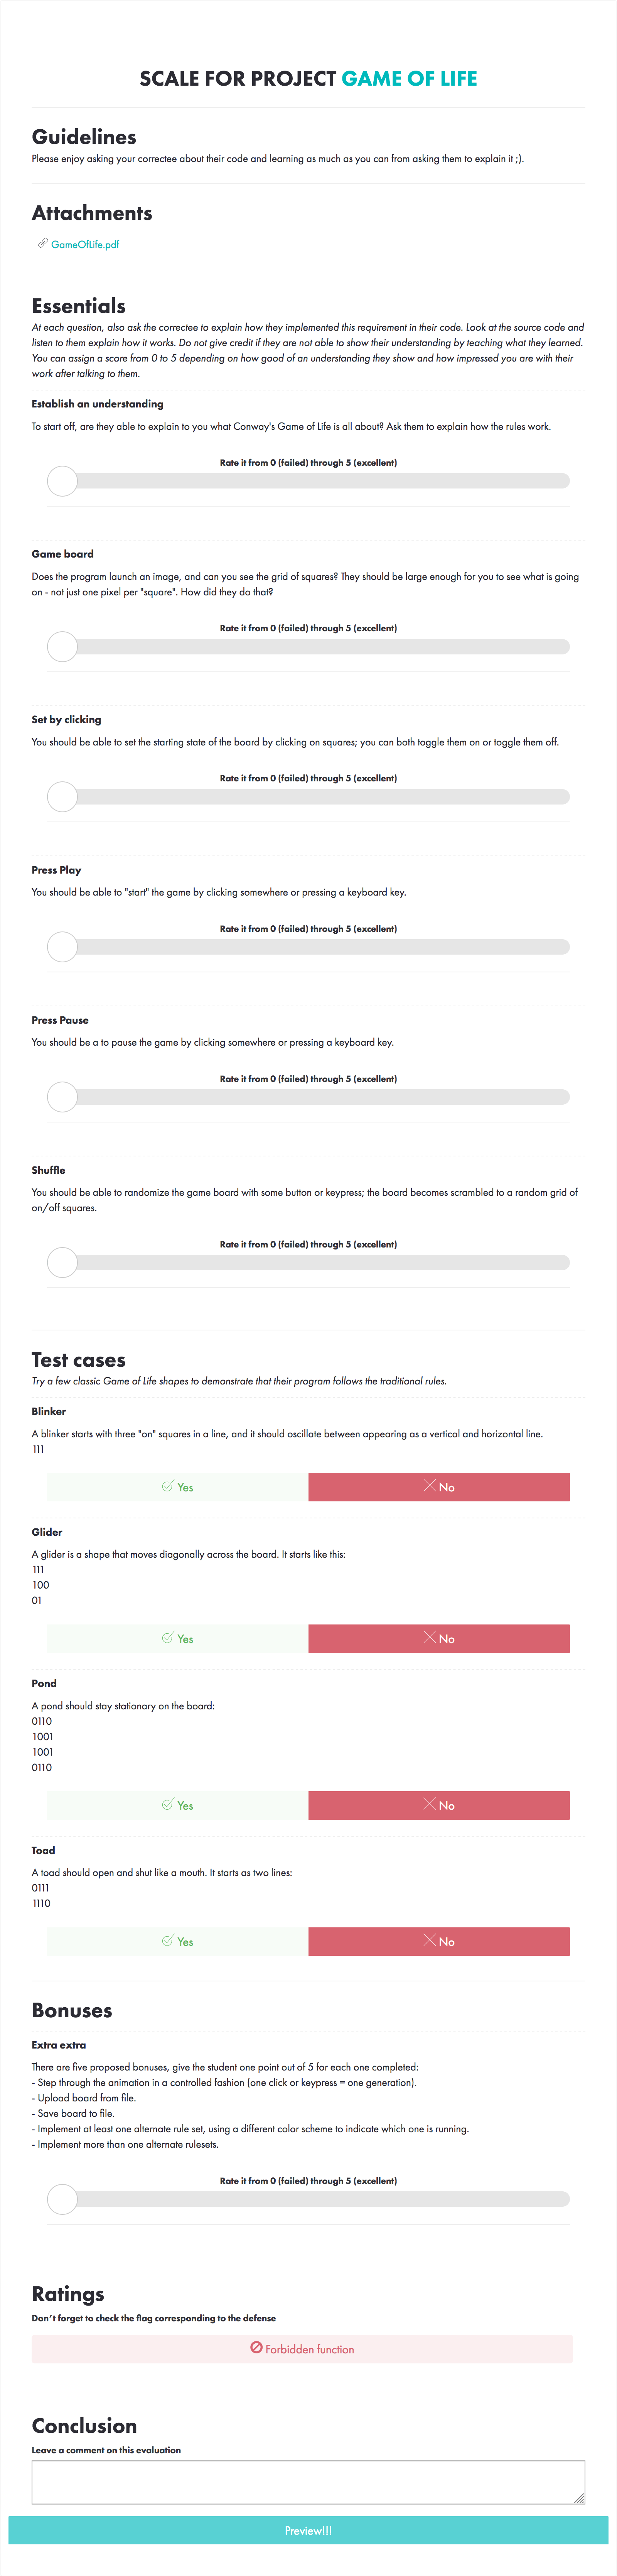 SCALE FOR PROJECT GAME OF LIFE
Guidelines
Please enjoy asking your correctee about their code and learning as much as you can from asking them to explain it ;).
Attachments
GameOfLife.pdf
Essentials
At each question, also ask the correctee to explain how they implemented this requirement in their code. Look at the source code and
listen to them explain how it works. Do not give credit if they are not able to show their understanding by teaching what they learned.
You can assign a score from 0 to 5 depending on how good of an understanding they show and how impressed you are with their
work after talking to them.
Establish an understanding
To start off, are they able to explain to you what Conway's Game of Life is all about? Ask them to explain how the rules work.
Rate it from 0 (failed) through 5 (excellent)
Game board
Does the program launch an image, and can you see the grid of squares? They should be large enough for you to see what is going
on - not just one pixel per "square". How did they do that?
Rate it from 0 (failed) through 5 (excellent)
Set by clicking
You should be able to set the starting state of the board by clicking on squares; you can both toggle them on or toggle them off.
Rate it from 0 (failed) through 5 (excellent)
Press Play
You should be able to "start" the game by clicking somewhere or pressing a keyboard key.
Rate it from 0 (failed) through 5 (excellent)
Press Pause
You should be a to pause the game by clicking somewhere or pressing a keyboard key.
Rate it from 0 (failed) through 5 (excellent)
Shuffle
You should be able to randomize the game board with some button or keypress; the board becomes scrambled to a random grid of
on/off squares.
Rate it from 0 (failed) through 5 (excellent)
Test cases
Try a few classic Game of Life shapes to demonstrate that their program follows the traditional rules.
Blinker
A blinker starts with three "on" squares in a line, and it should oscillate between appearing as a vertical and horizontal line.
111
Yes No
Glider
A glider is a shape that moves diagonally across the board. It starts like this:
111
100
01
Yes No
Pond
A pond should stay stationary on the board:
0110
1001
1001
0110
Yes No
Toad
A toad should open and shut like a mouth. It starts as two lines:
0111
1110
Yes No
Bonuses
Extra extra
There are five proposed bonuses, give the student one point out of 5 for each one completed:
- Step through the animation in a controlled fashion (one click or keypress = one generation).
- Upload board from file.
- Save board to file.
- Implement at least one alternate rule set, using a different color scheme to indicate which one is running.
- Implement more than one alternate rulesets.
Rate it from 0 (failed) through 5 (excellent)
Ratings
Don't forget to check the flag corresponding to the defense
Forbidden function
Conclusion
Leave a comment on this evaluation
Preview!!!